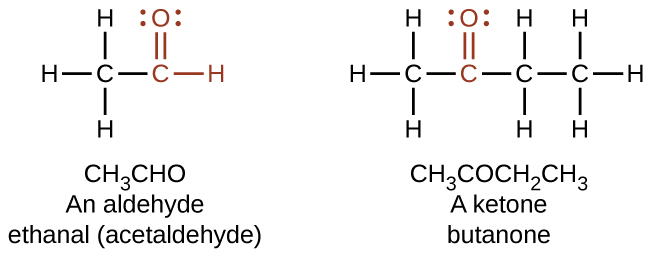 H :O: H :O: H H
H C C H H C C C C H
H H H H
CH₃CHO CH₃COCH₂CH₃
An aldehyde A ketone
ethanal (acetaldehyde) butanone